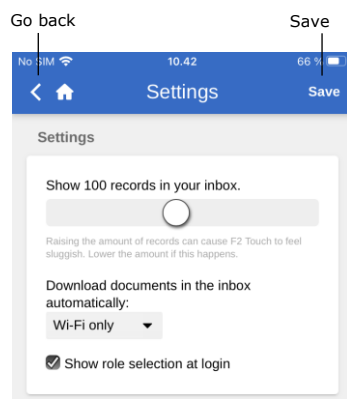 Go back
Save
No SIM 10.42 66 %
Settings
Save
Settings
Show 100 records in your inbox.
Raising the amount of records can cause F2 Touch to feel
sluggish. Lower the amount if this happens.
Download documents in the inbox
automatically:
Wi-Fi only
Show role selection at login